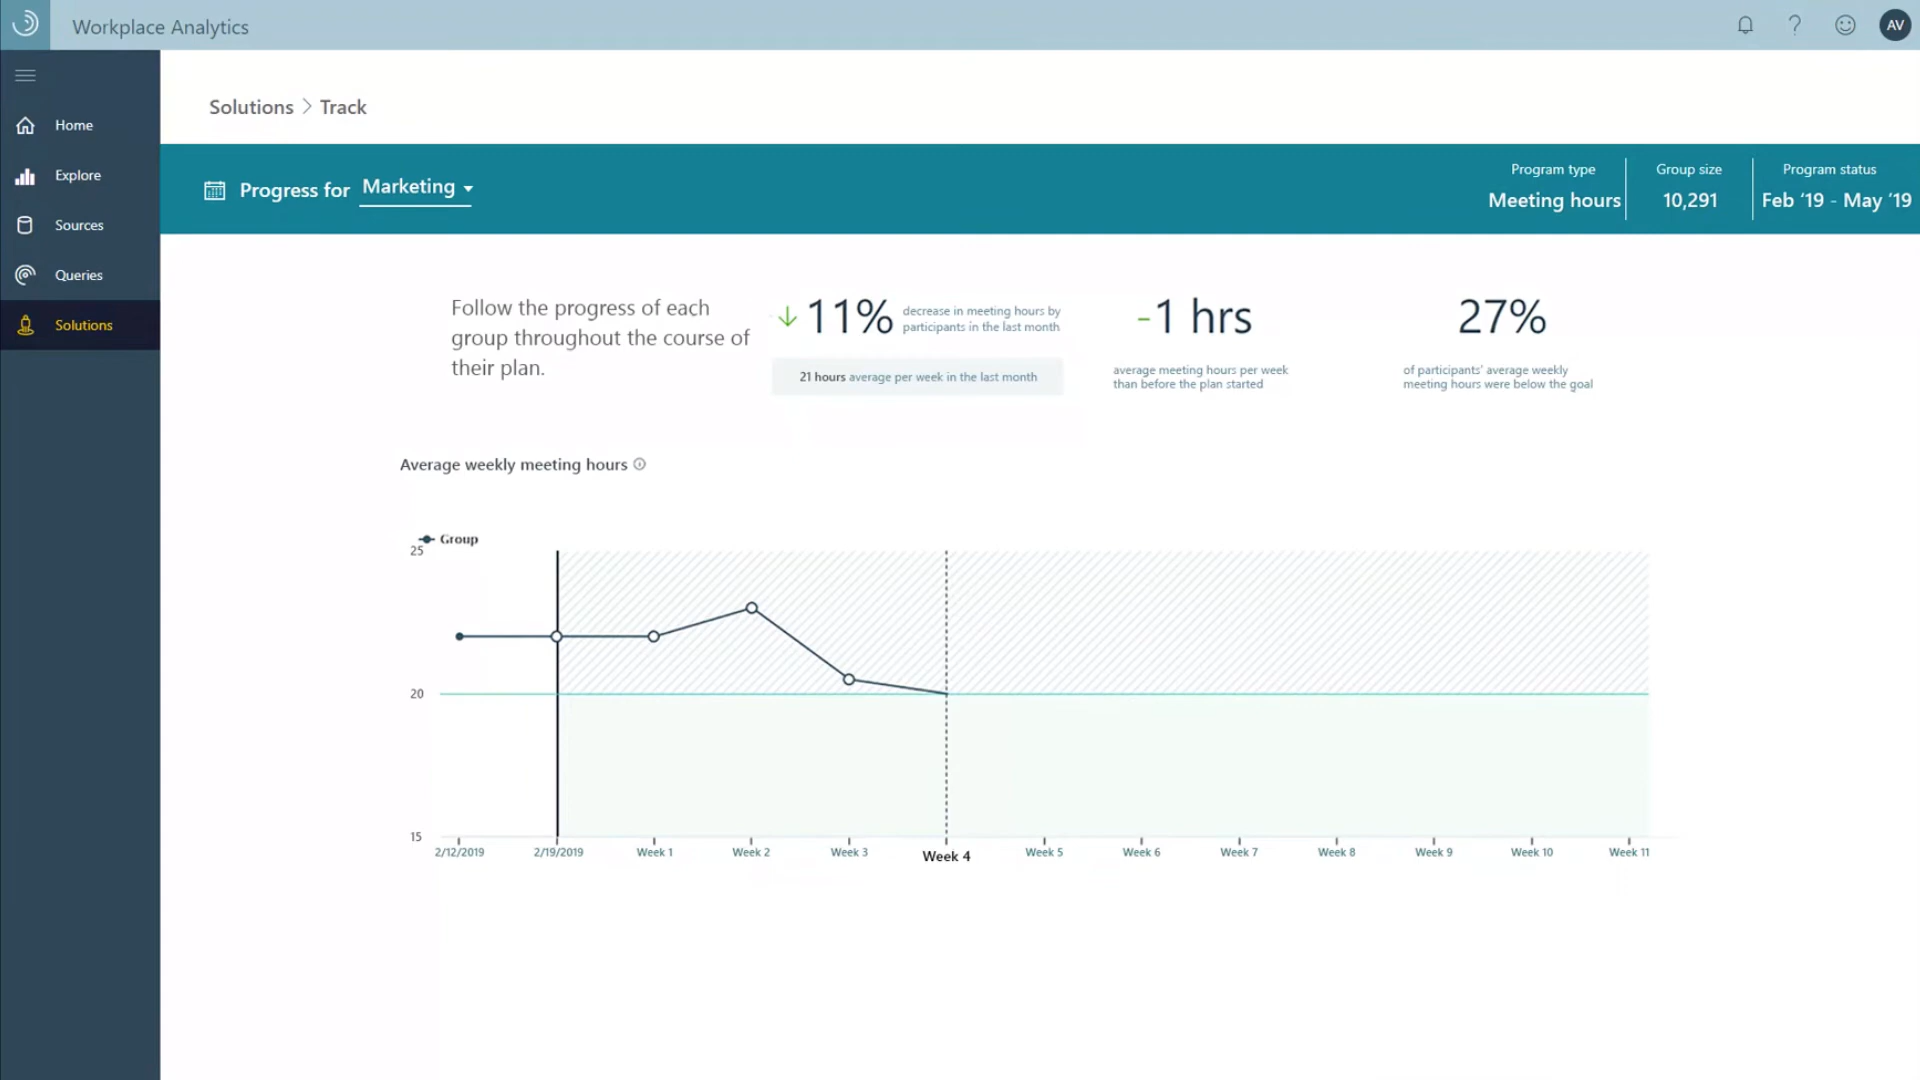 Workplace Analytics
AV
Home
Explore
Sources
Queries
Solutions
Solutions > Track
Progress for Marketing
Program type
Meeting hours
Group size
10,291
Program status
Feb ‘19 - May ‘19
Follow the progress of each
group throughout the course of
their plan.
11%
decrease in meeting hours by
participants in the last month
21 hours average per week in the last month
-1 hrs
average meeting hours per week
than before the plan started
27%
of participants' average weekly
meeting hours were below the goal
Average weekly meeting hours
Group
25
20
15
2/12/2019
2/19/2019
Week 1
Week 2
Week 3
Week 4
Week 5
Week 6
Week 7
Week 8
Week 9
Week 10
Week 11